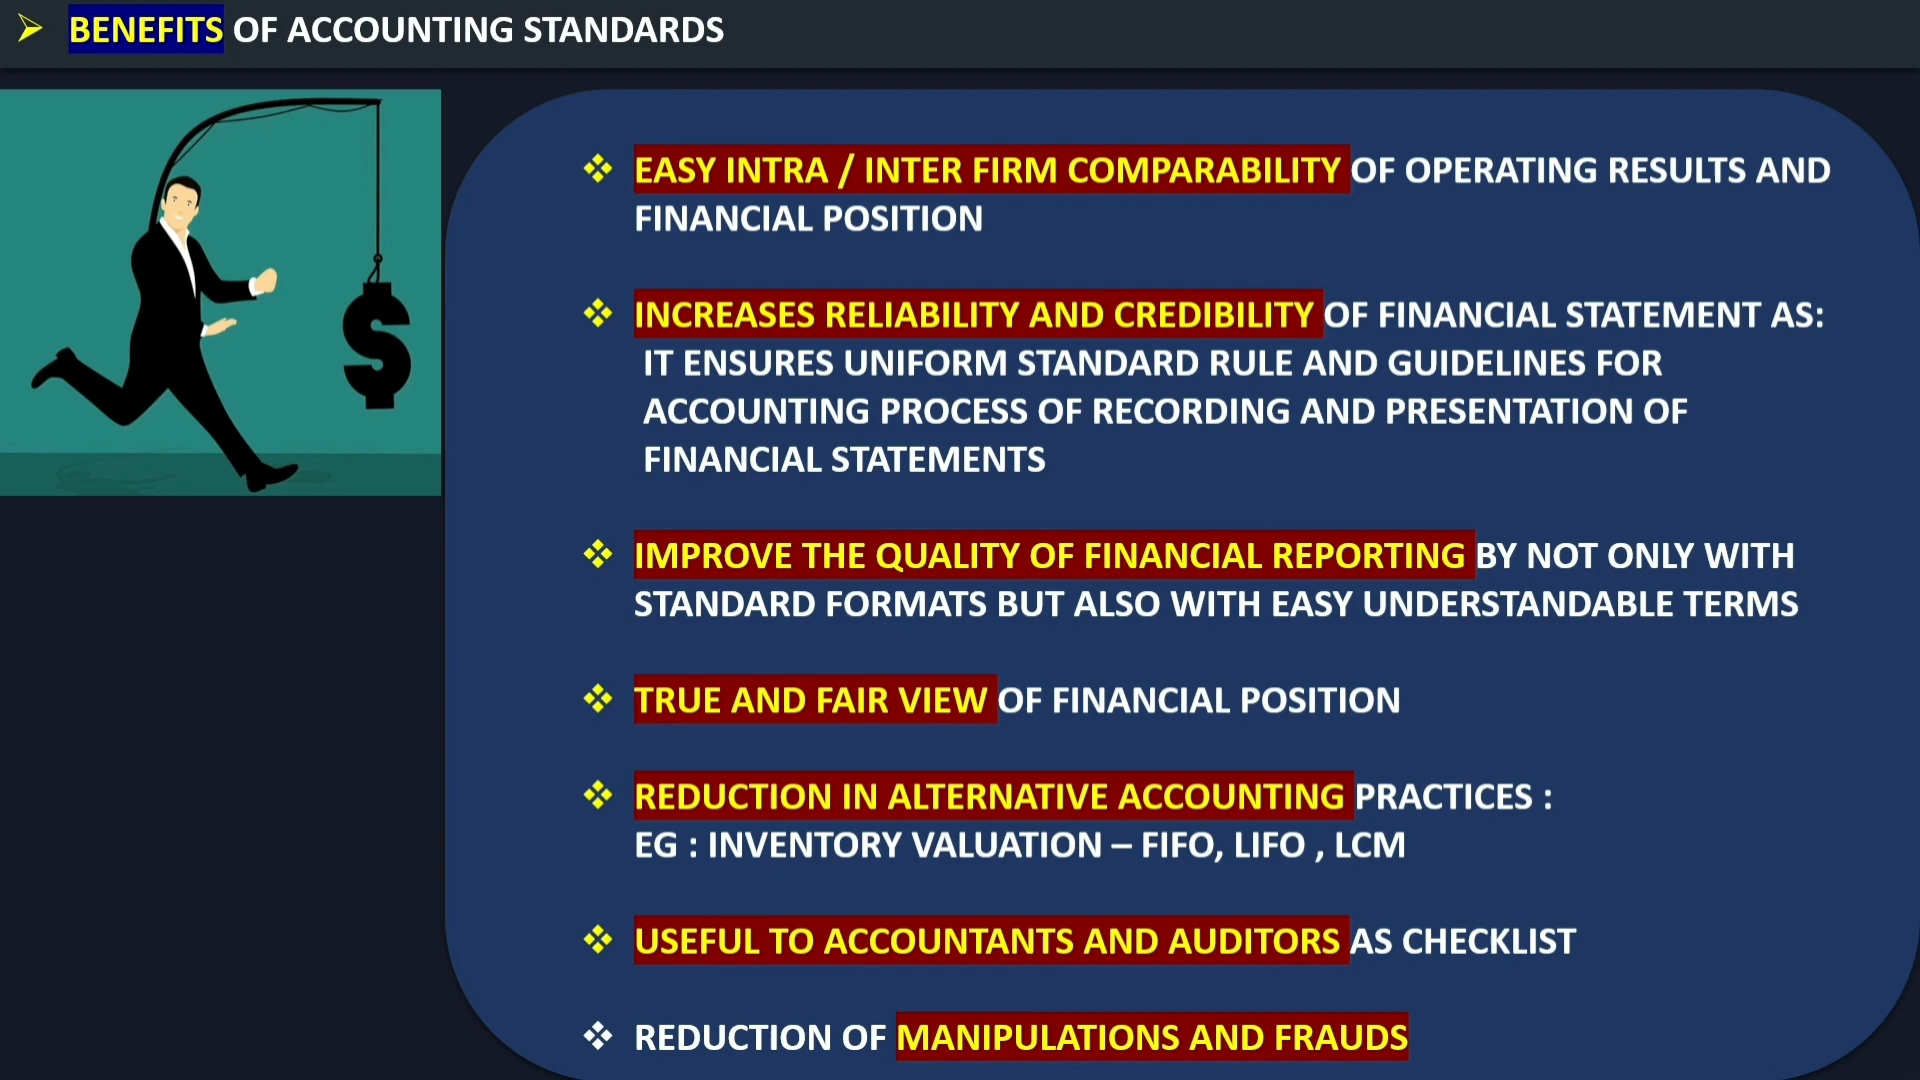 BENEFITS OF ACCOUNTING STANDARDS
EASY INTRA / INTER FIRM COMPARABILITY OF OPERATING RESULTS AND
FINANCIAL POSITION
INCREASES RELIABILITY AND CREDIBILITY OF FINANCIAL STATEMENT AS:
IT ENSURES UNIFORM STANDARD RULE AND GUIDELINES FOR
ACCOUNTING PROCESS OF RECORDING AND PRESENTATION OF
FINANCIAL STATEMENTS
IMPROVE THE QUALITY OF FINANCIAL REPORTING BY NOT ONLY WITH
STANDARD FORMATS BUT ALSO WITH EASY UNDERSTANDABLE TERMS
TRUE AND FAIR VIEW OF FINANCIAL POSITION
REDUCTION IN ALTERNATIVE ACCOUNTING PRACTICES :
EG : INVENTORY VALUATION – FIFO, LIFO , LCM
USEFUL TO ACCOUNTANTS AND AUDITORS AS CHECKLIST
REDUCTION OF MANIPULATIONS AND FRAUDS